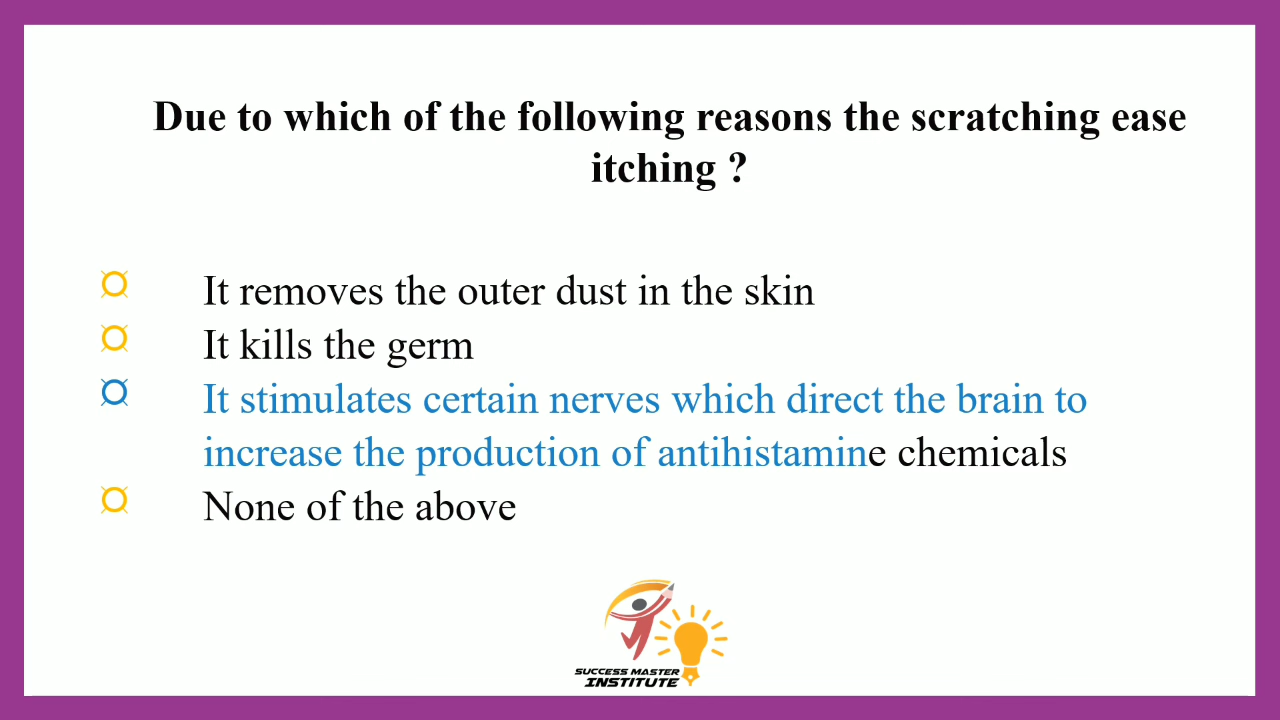 Due to which of the following reasons the scratching ease
itching ?
It removes the outer dust in the skin
It kills the germ
It stimulates certain nerves which direct the brain to
increase the production of antihistamine chemicals
None of the above
SUCCESS MASTER
INSTITUTE